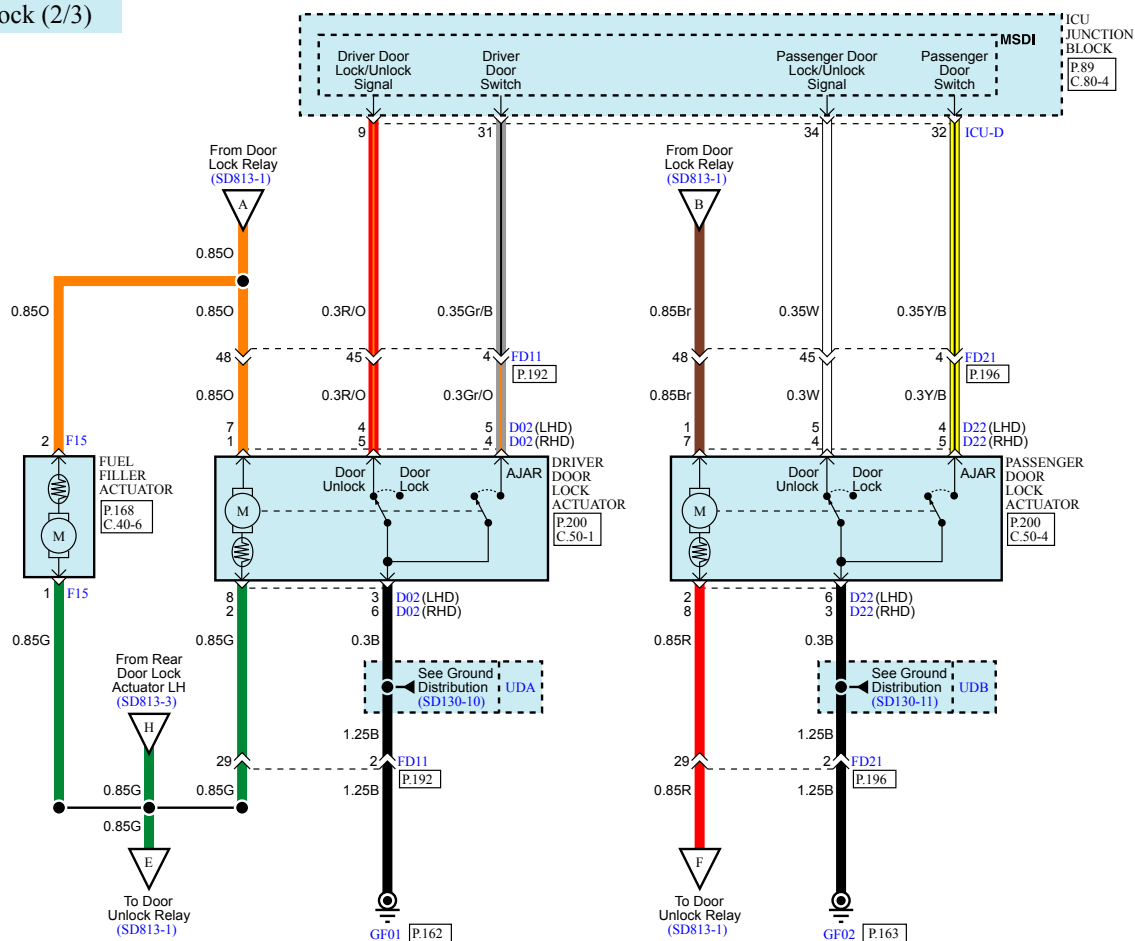 ock (2/3)
ICU
JUNCTION
BLOCK
P.89
C.80-4
MSDI
Driver Door
Lock/Unlock
Signal
Driver
Door
Switch
Passenger Door
Lock/Unlock
Signal
Passenger
Door
Switch
9
31
34
32
ICU-D
From Door
Lock Relay
(SD813-1)
A
From Door
Lock Relay
(SD813-1)
B
0.85O
0.85O
0.85O
0.3R/O
0.35Gr/B
0.85Br
0.35W
0.35Y/B
48
45
4
FD11
P.192
48
45
4
FD21
P.196
0.85O
0.3R/O
0.3Gr/O
0.85Br
0.3W
0.3Y/B
2
F15
7
4
5
D02 (LHD)
1
5
4
D02 (RHD)
1
5
4
D22 (LHD)
7
4
5
D22 (RHD)
FUEL
FILLER
ACTUATOR
P.168
C.40-6
M
M
Door
Unlock
Door
Lock
AJAR
DRIVER
DOOR
LOCK
ACTUATOR
P.200
C.50-1
M
Door
Unlock
Door
Lock
AJAR
PASSENGER
DOOR
LOCK
ACTUATOR
P.200
C.50-4
1
F15
8
3
D02 (LHD)
2
6
D02 (RHD)
2
6
D22 (LHD)
8
3
D22 (RHD)
0.85G
0.85G
0.3B
0.85R
0.3B
From Rear
Door Lock
Actuator LH
(SD813-3)
H
See Ground
Distribution
(SD130-10)
UDA
See Ground
Distribution
(SD130-11)
UDB
1.25B
1.25B
29
2
FD11
P.192
29
2
FD21
P.196
0.85G
0.85G
1.25B
0.85R
1.25B
0.85G
E
To Door
Unlock Relay
(SD813-1)
GF01
P.162
F
To Door
Unlock Relay
(SD813-1)
GF02
P.163